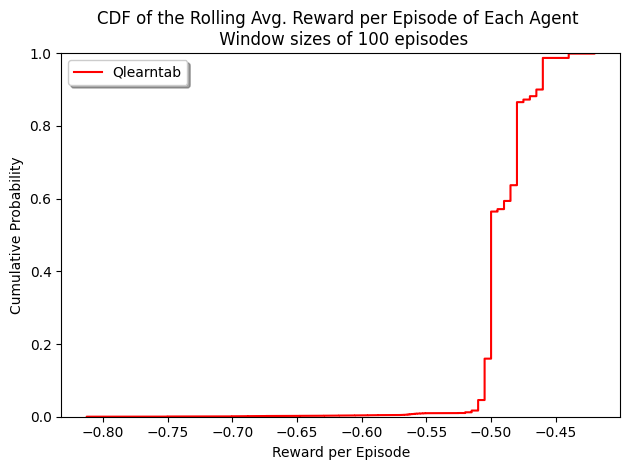 CDF of the Rolling Avg. Reward per Episode of Each Agent
Window sizes of 100 episodes
Qlearntab
1.0
0.8
0.6
0.4
0.2
0.0
Cumulative Probability
−0.80 −0.75 −0.70 −0.65 −0.60 −0.55 −0.50 −0.45
Reward per Episode